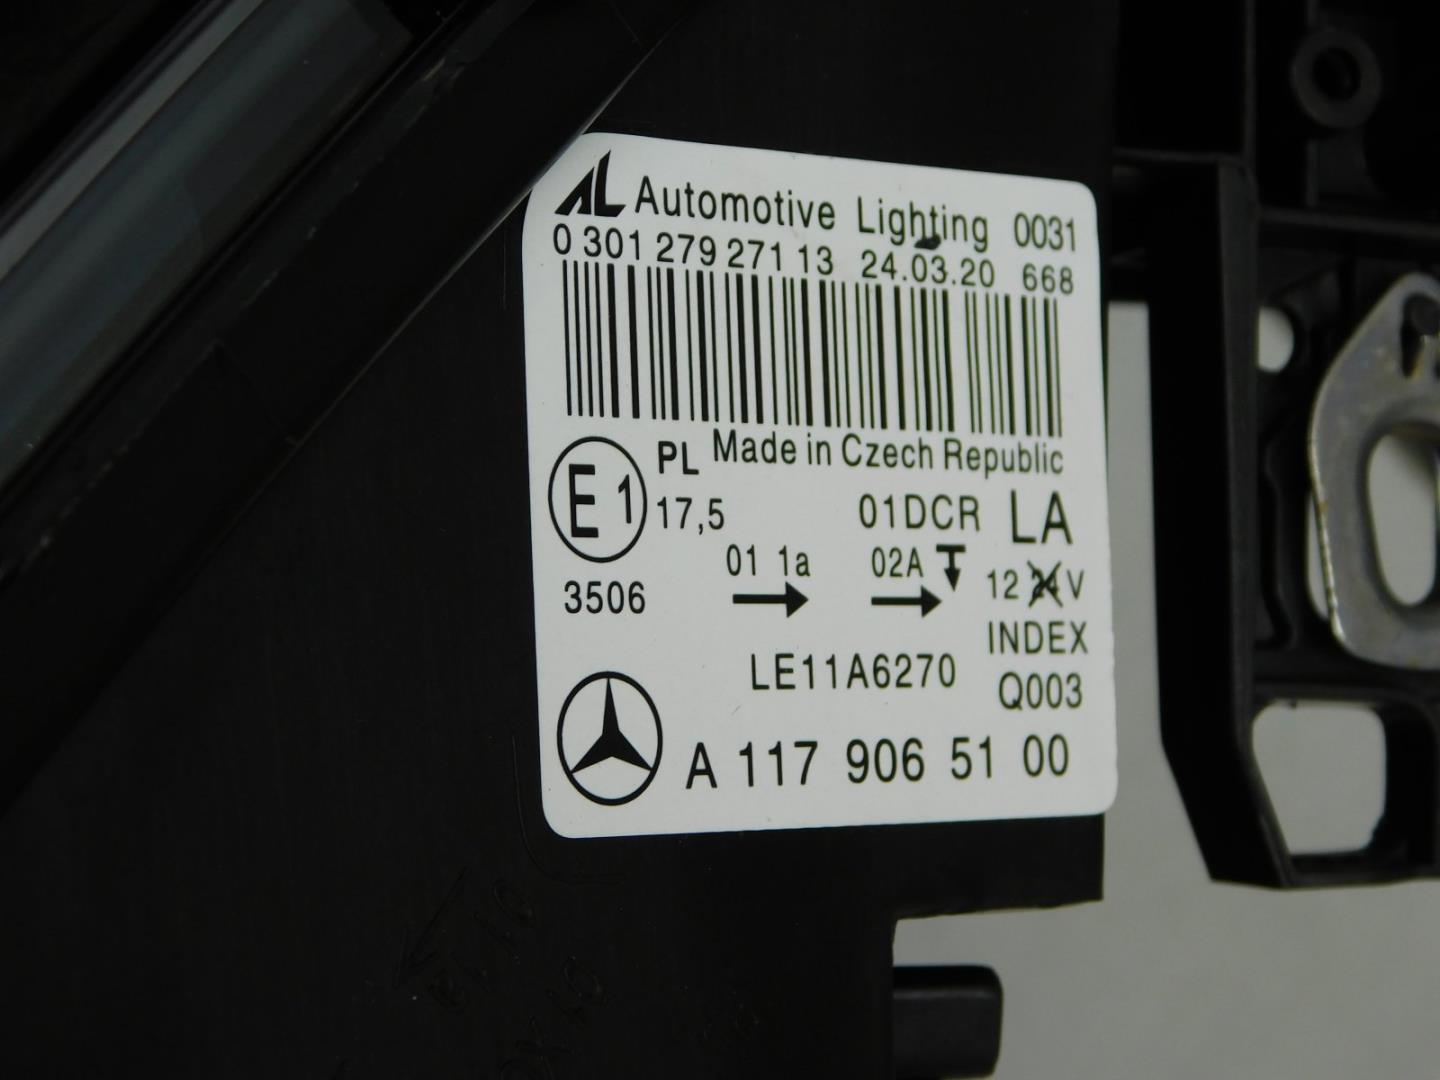 AL Automotive Lighting 0031
0 301 279 271 13 24.03.20 668
Made in Czech Republic
E1 PL
17,5 01DCR LA
01 1a 02A 12 24 V
3506
INDEX
LE11A6270 Q003
A 117 906 51 00